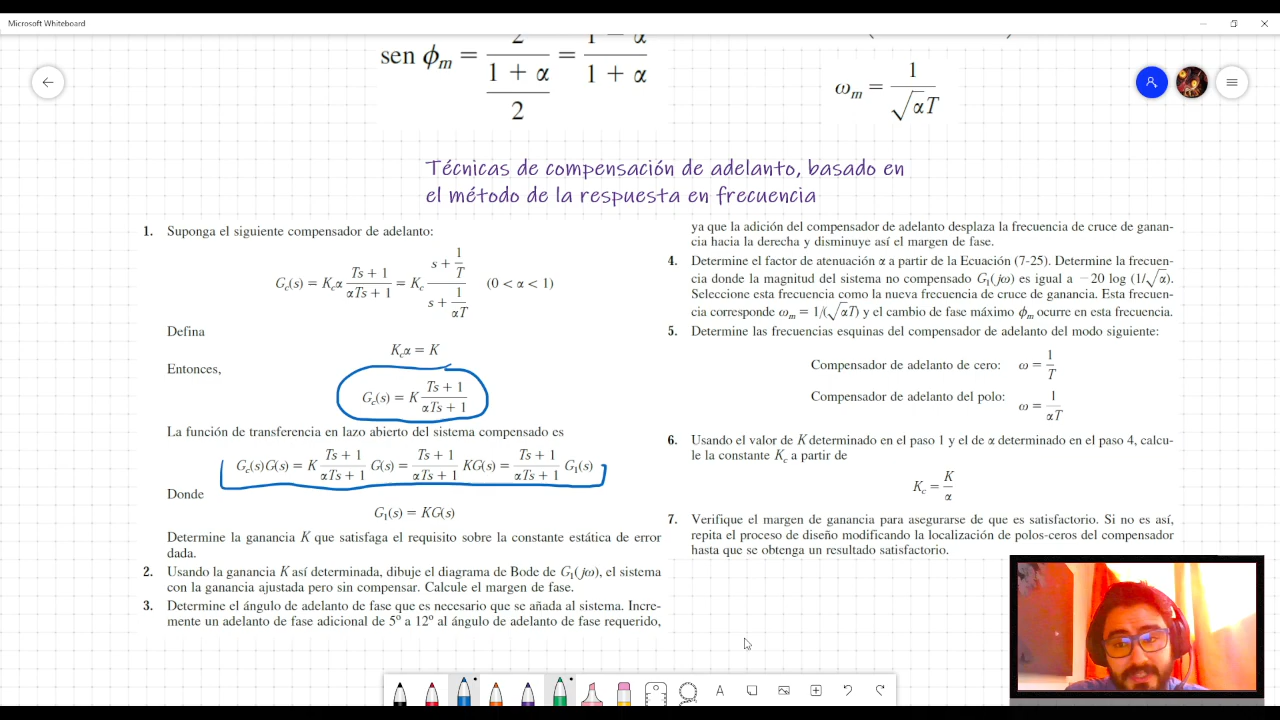 Microsoft Whiteboard
sen ϕm = 2 / ((1 + α) / 2) = (1 − α) / (1 + α)
ωm = 1 / (√α T)
Técnicas de compensación de adelanto, basado en
el método de la respuesta en frecuencia
1. Suponga el siguiente compensador de adelanto:
Gc(s) = Kcα (Ts + 1) / (αTs + 1) = Kc (s + 1/T) / (s + 1/(αT)) (0 < α < 1)
Defina
Kcα = K
Entonces,
Gc(s) = K (Ts + 1) / (αTs + 1)
La función de transferencia en lazo abierto del sistema compensado es
Gc(s)G(s) = K (Ts + 1) / (αTs + 1) G(s) = (Ts + 1) / (αTs + 1) KG(s) = (Ts + 1) / (αTs + 1) G1(s)
Donde
G1(s) = KG(s)
Determine la ganancia K que satisfaga el requisito sobre la constante estática de error
dada.
2. Usando la ganancia K así determinada, dibuje el diagrama de Bode de G1(jω), el sistema
con la ganancia ajustada pero sin compensar. Calcule el margen de fase.
3. Determine el ángulo de adelanto de fase que es necesario que se añada al sistema. Incre-
mente un adelanto de fase adicional de 5° a 12° al ángulo de adelanto de fase requerido,
ya que la adición del compensador de adelanto desplaza la frecuencia de cruce de ganan-
cia hacia la derecha y disminuye así el margen de fase.
4. Determine el factor de atenuación α a partir de la Ecuación (7-25). Determine la frecuen-
cia donde la magnitud del sistema no compensado G1(jω) es igual a −20 log (1/√α).
Seleccione esta frecuencia como la nueva frecuencia de cruce de ganancia. Esta frecuen-
cia corresponde ωm = 1/(√αT) y el cambio de fase máximo ϕm ocurre en esta frecuencia.
5. Determine las frecuencias esquinas del compensador de adelanto del modo siguiente:
Compensador de adelanto de cero: ω = 1/T
Compensador de adelanto del polo: ω = 1/(αT)
6. Usando el valor de K determinado en el paso 1 y el de α determinado en el paso 4, calcu-
le la constante Kc a partir de
Kc = K/α
7. Verifique el margen de ganancia para asegurarse de que es satisfactorio. Si no es así,
repita el proceso de diseño modificando la localización de polos-ceros del compensador
hasta que se obtenga un resultado satisfactorio.
A